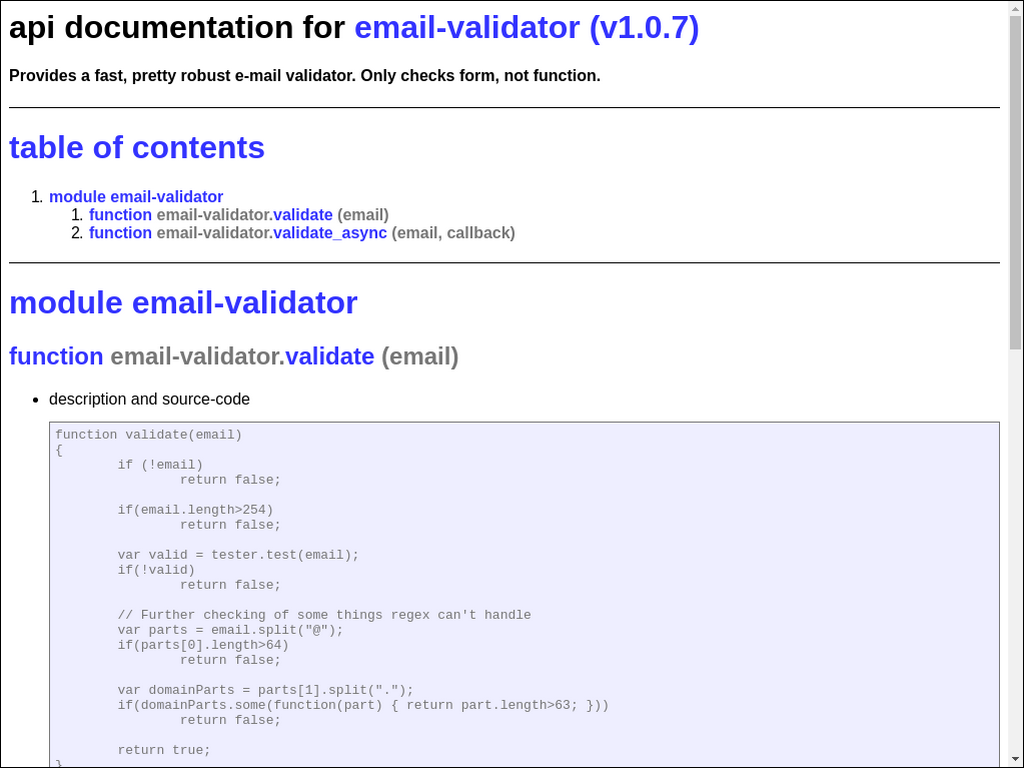 api documentation for email-validator (v1.0.7)
Provides a fast, pretty robust e-mail validator. Only checks form, not function.
table of contents
1. module email-validator
1. function email-validator.validate (email)
2. function email-validator.validate_async (email, callback)
module email-validator
function email-validator.validate (email)
• description and source-code
function validate(email)
{
        if (!email)
                return false;

        if(email.length>254)
                return false;

        var valid = tester.test(email);
        if(!valid)
                return false;

        // Further checking of some things regex can't handle
        var parts = email.split("@");
        if(parts[0].length>64)
                return false;

        var domainParts = parts[1].split(".");
        if(domainParts.some(function(part) { return part.length>63; }))
                return false;

        return true;
}